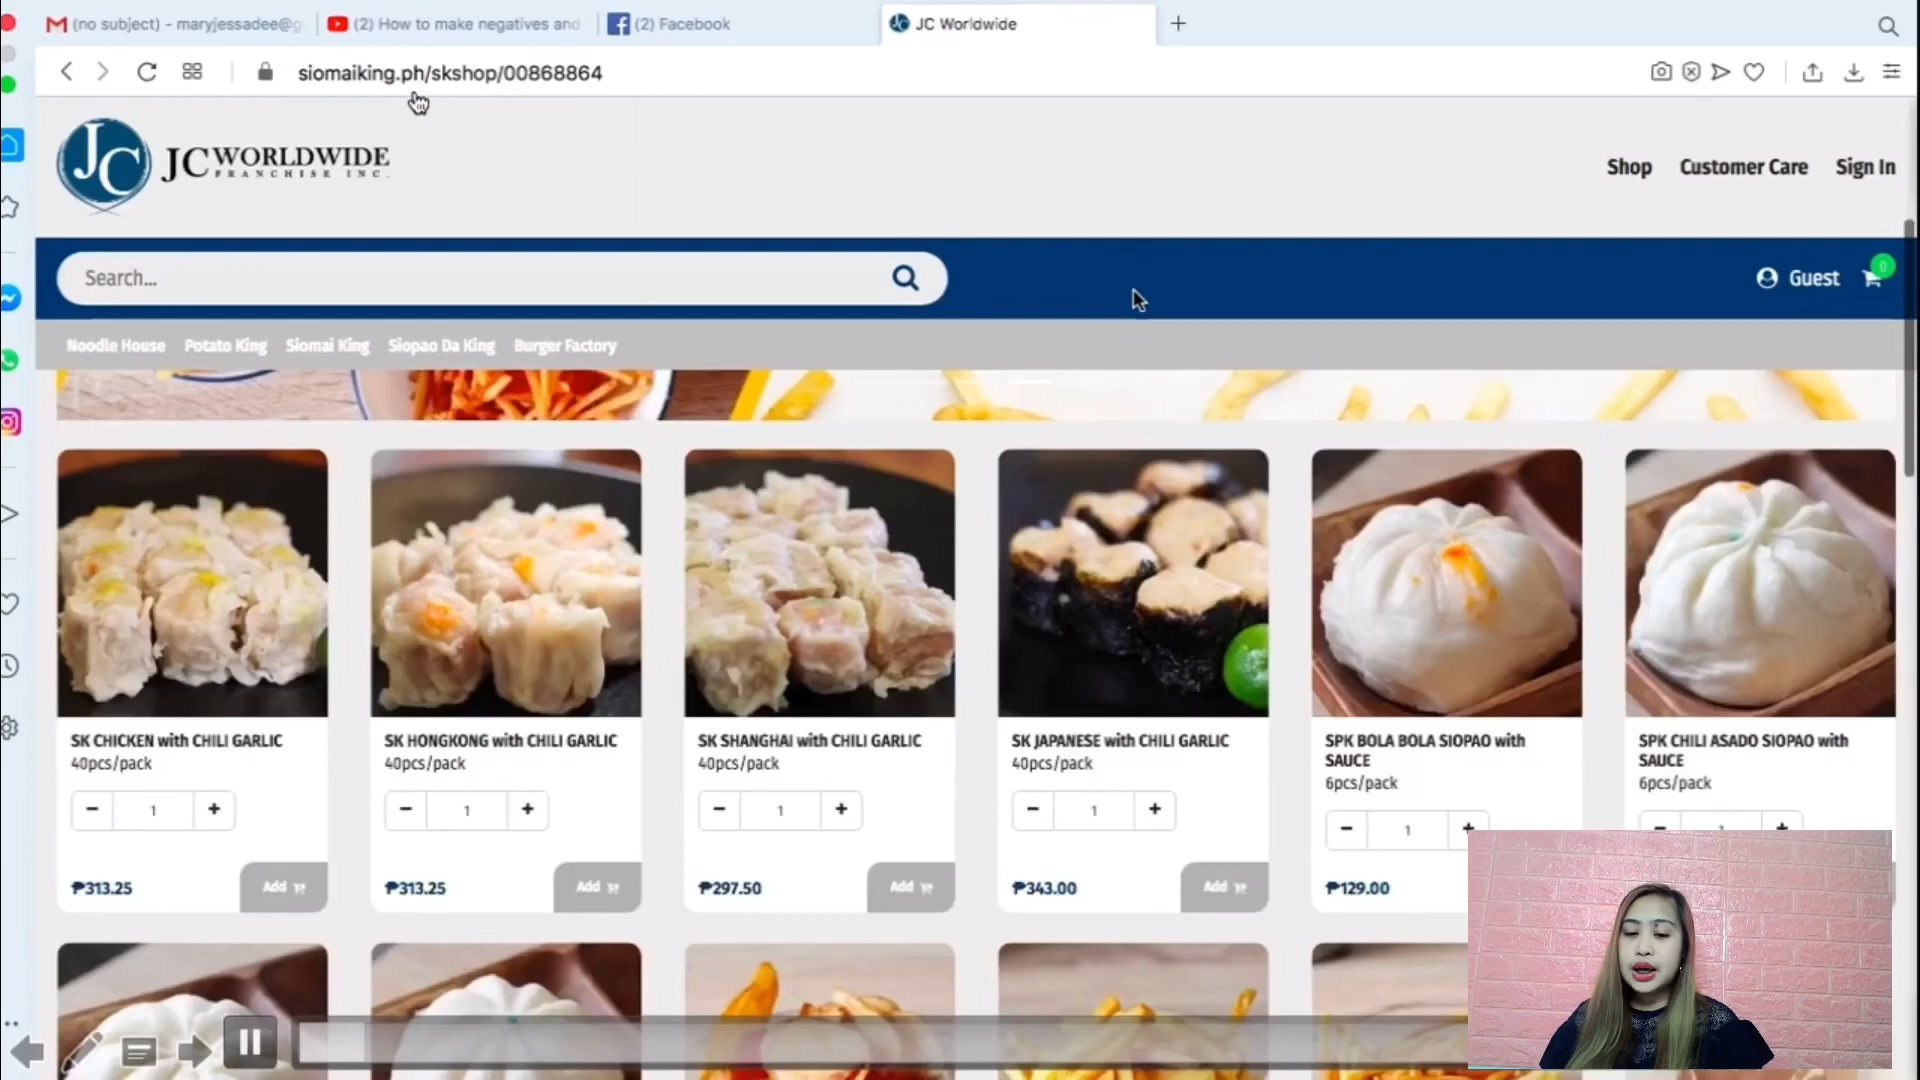 (no subject) - maryjessadee@g
(2) How to make negatives and
(2) Facebook
JC Worldwide
siomaiking.ph/skshop/00868864
JC WORLDWIDE
FRANCHISE INC.
Shop
Customer Care
Sign In
Search...
Guest
0
Noodle House
Potato King
Siomai King
Siopao Da King
Burger Factory
SK CHICKEN with CHILI GARLIC
40pcs/pack
- 1 +
₱313.25
Add
SK HONGKONG with CHILI GARLIC
40pcs/pack
- 1 +
₱313.25
Add
SK SHANGHAI with CHILI GARLIC
40pcs/pack
- 1 +
₱297.50
Add
SK JAPANESE with CHILI GARLIC
40pcs/pack
- 1 +
₱343.00
Add
SPK BOLA BOLA SIOPAO with
SAUCE
6pcs/pack
- 1 +
₱129.00
SPK CHILI ASADO SIOPAO with
SAUCE
6pcs/pack